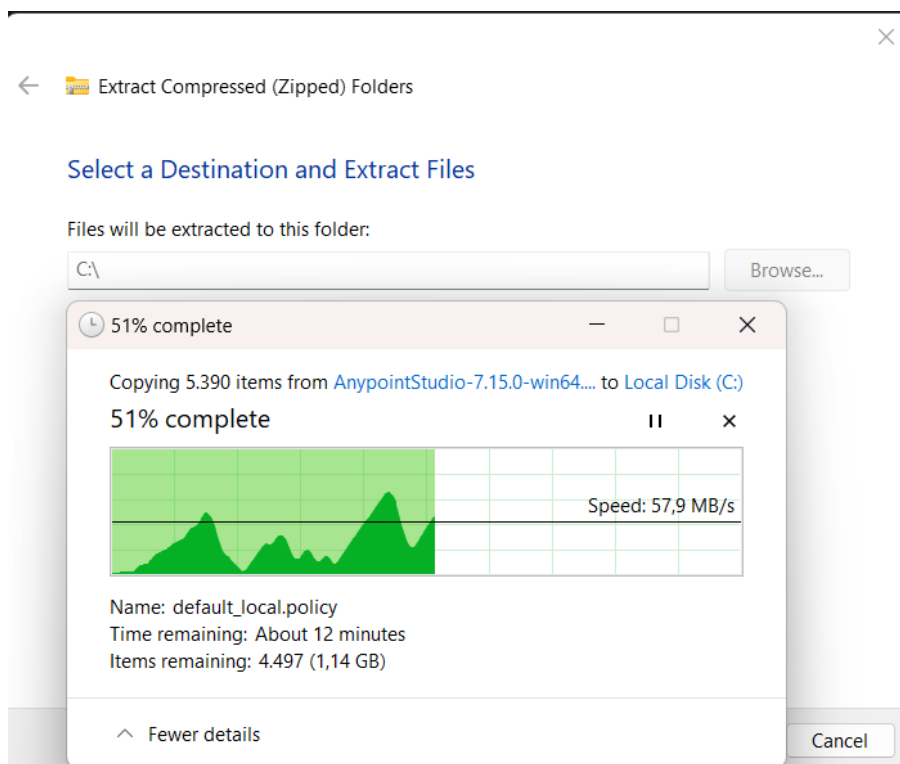 Extract Compressed (Zipped) Folders
Select a Destination and Extract Files
Files will be extracted to this folder:
C:\
Browse...
51% complete
Copying 5.390 items from AnypointStudio-7.15.0-win64.... to Local Disk (C:)
51% complete
Speed: 57,9 MB/s
Name: default_local.policy
Time remaining: About 12 minutes
Items remaining: 4.497 (1,14 GB)
Fewer details
Cancel